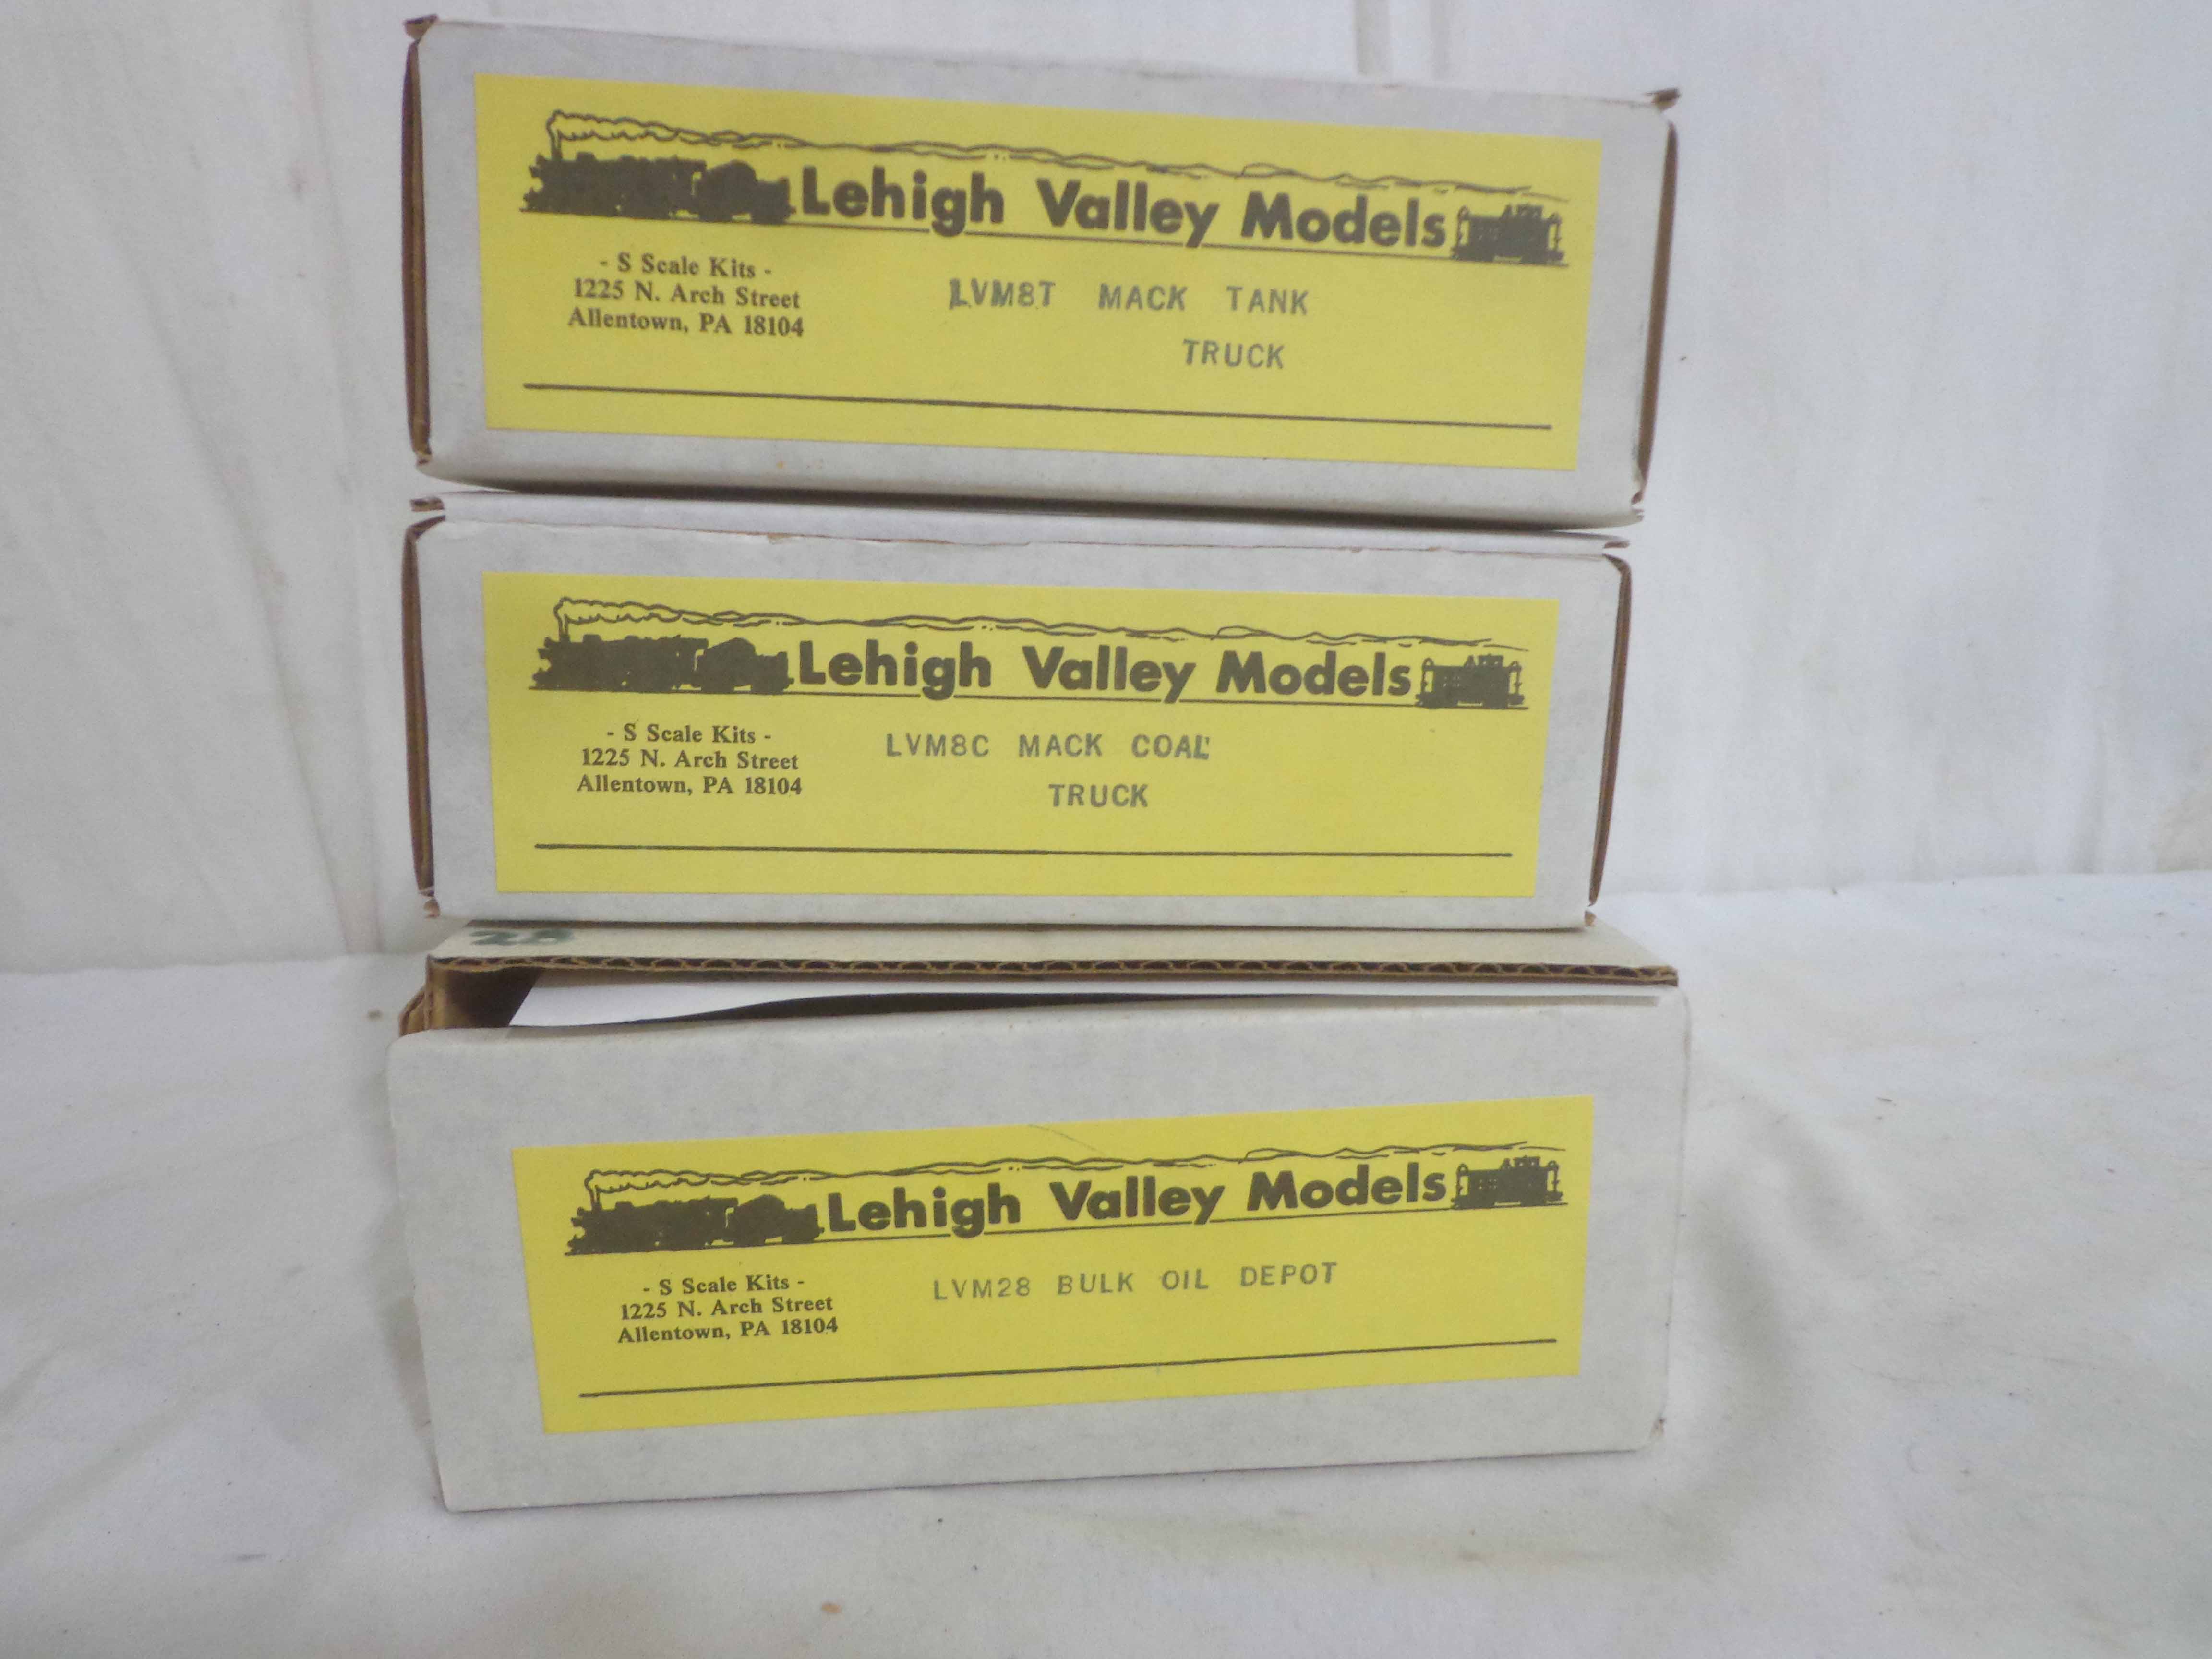 Lehigh Valley Models
- S Scale Kits -
1225 N. Arch Street
Allentown, PA 18104
LVM8T MACK TANK
TRUCK
Lehigh Valley Models
- S Scale Kits -
1225 N. Arch Street
Allentown, PA 18104
LVM8C MACK COAL
TRUCK
28
Lehigh Valley Models
- S Scale Kits -
1225 N. Arch Street
Allentown, PA 18104
LVM28 BULK OIL DEPOT